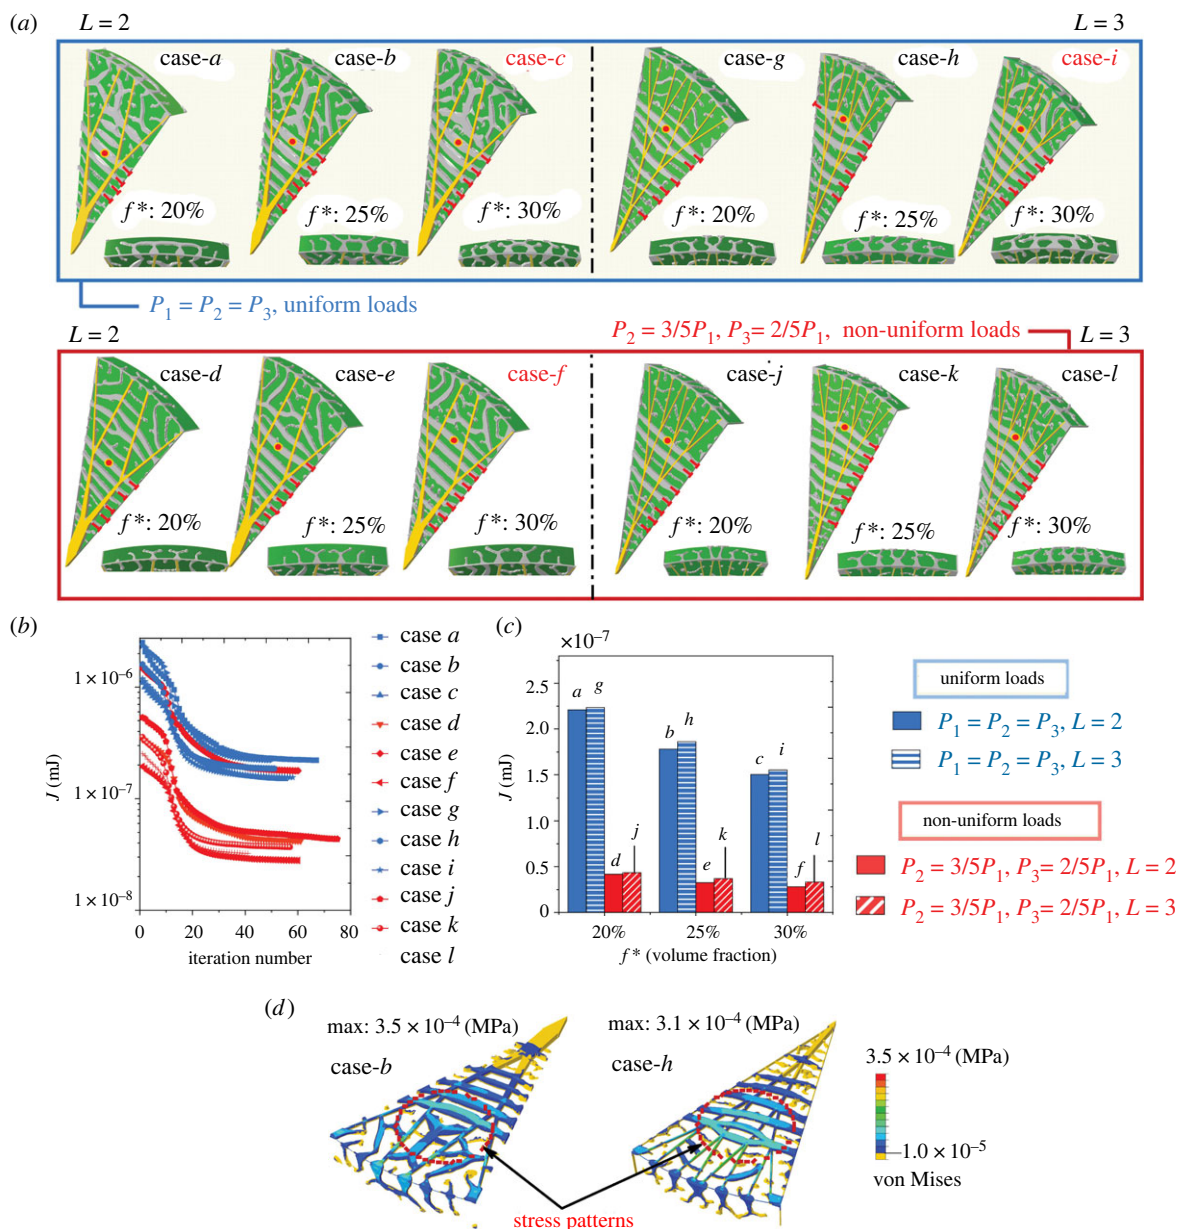 (a)
L = 2
L = 3
case-a
case-b
case-c
case-g
case-h
case-i
f*: 20%
f*: 25%
f*: 30%
f*: 20%
f*: 25%
f*: 30%
P1 = P2 = P3, uniform loads
P2 = 3/5P1, P3= 2/5P1, non-uniform loads
L = 2
L = 3
case-d
case-e
case-f
case-j
case-k
case-l
f*: 20%
f*: 25%
f*: 30%
f*: 20%
f*: 25%
f*: 30%
(b)
J (mJ)
1 × 10⁻⁶
1 × 10⁻⁷
1 × 10⁻⁸
0 15 30 45 60 75
iteration number
case a
case b
case c
case d
case e
case f
case g
case h
case i
case j
case k
case l
(c)
×10⁻⁷
J (mJ)
2.5
2.0
1.5
1.0
0.5
0
a g
b h
c i
d j
e k
f l
20% 25% 30%
f* (volume fraction)
uniform loads
P1 = P2 = P3, L = 2
P1 = P2 = P3, L = 3
non-uniform loads
P2 = 3/5P1, P3= 2/5P1, L = 2
P2 = 3/5P1, P3= 2/5P1, L = 3
(d)
max: 3.5 × 10⁻⁴ (MPa)
case-b
max: 3.1 × 10⁻⁴ (MPa)
case-h
3.5 × 10⁻⁴ (MPa)
1.0 × 10⁻⁵
von Mises
stress patterns